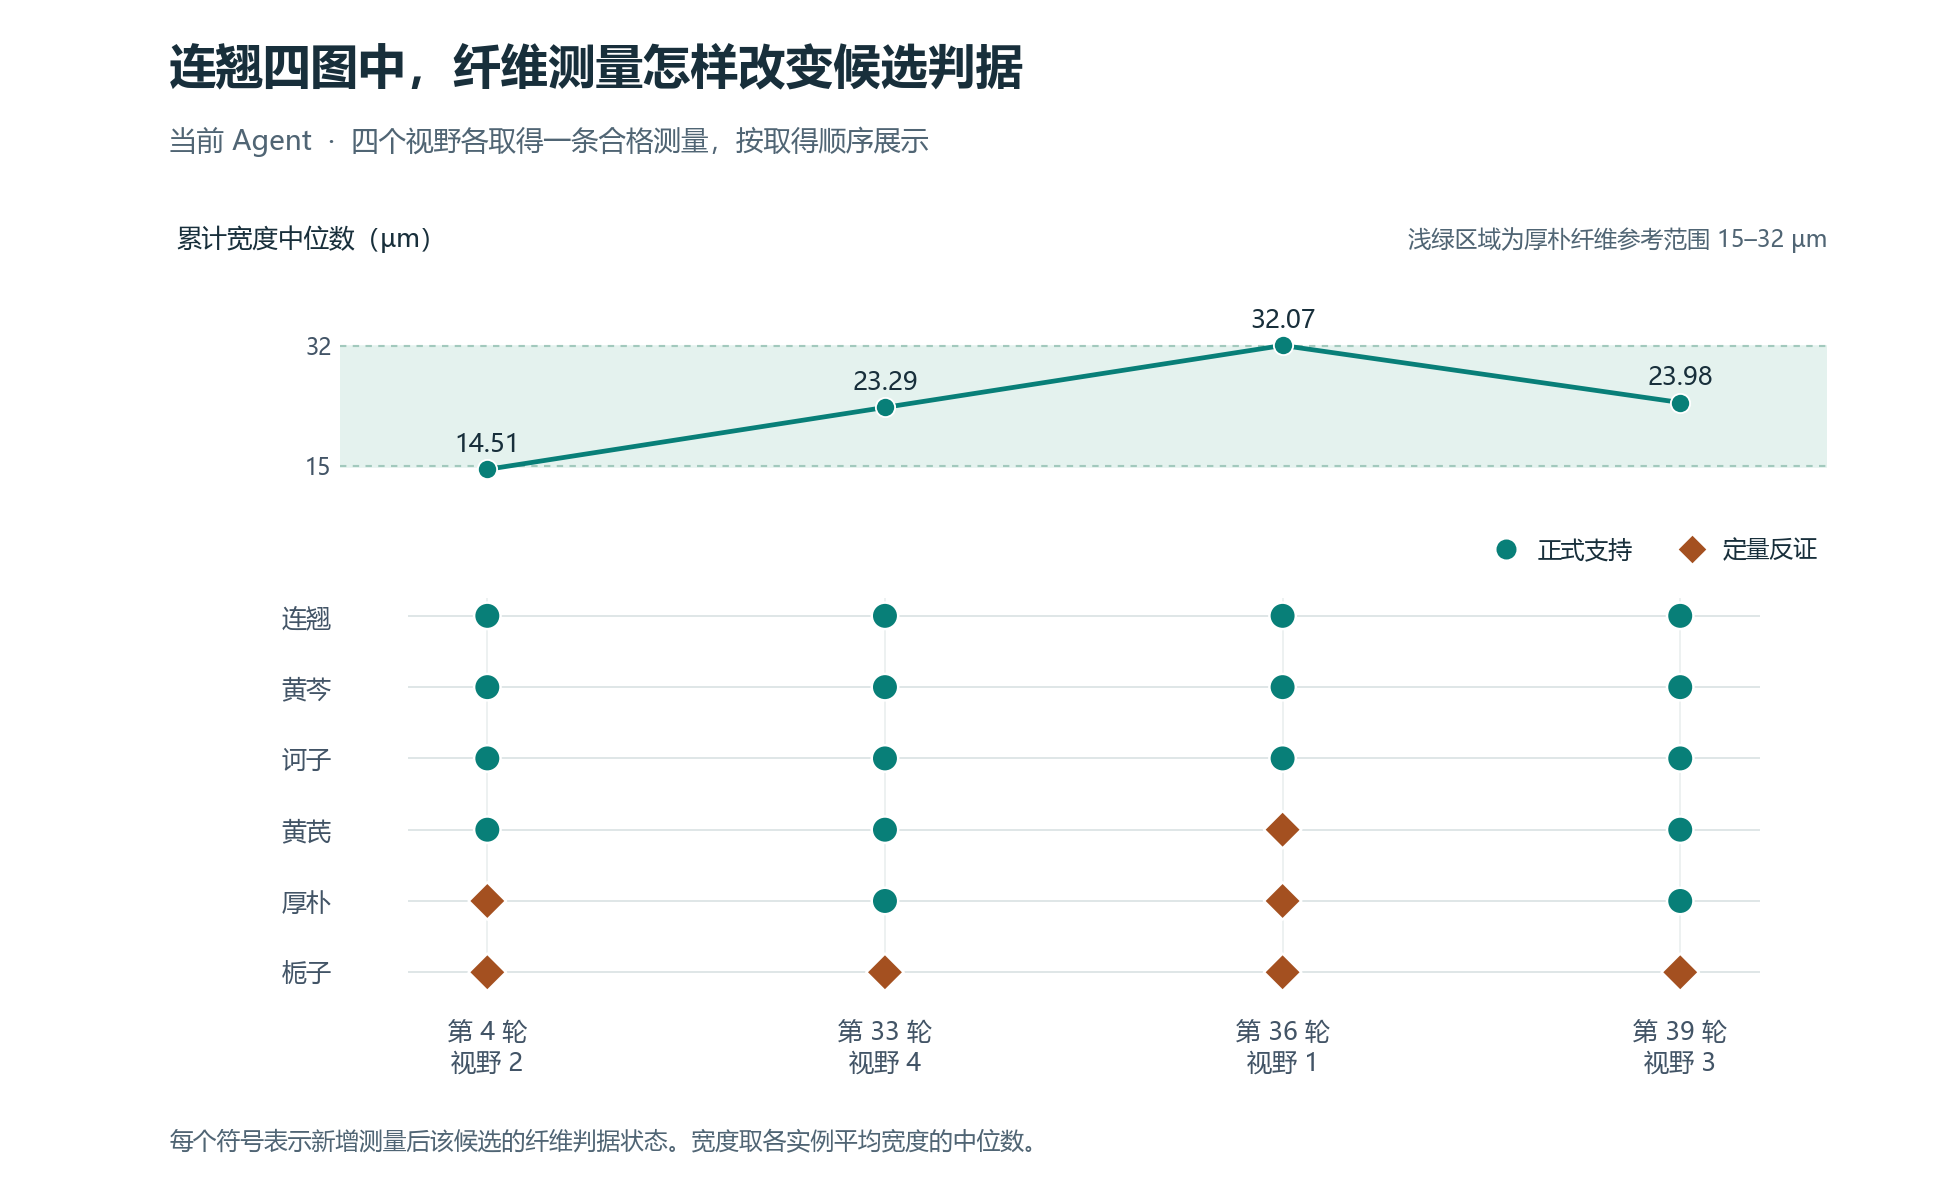 连翘四图中，纤维测量怎样改变候选判据
当前 Agent · 四个视野各取得一条合格测量，按取得顺序展示
累计宽度中位数（μm）
浅绿区域为厚朴纤维参考范围 15–32 μm
32
15
14.51
23.29
32.07
23.98
正式支持
定量反证
连翘
黄芩
诃子
黄芪
厚朴
栀子
第 4 轮
视野 2
第 33 轮
视野 4
第 36 轮
视野 1
第 39 轮
视野 3
每个符号表示新增测量后该候选的纤维判据状态。宽度取各实例平均宽度的中位数。